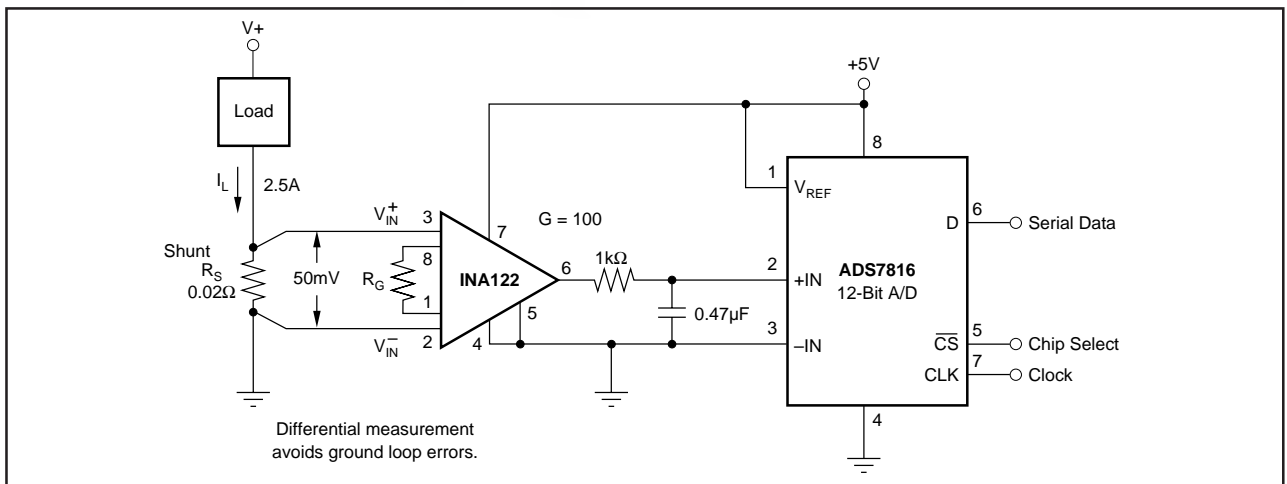 V+
Load
I_L
2.5A
Shunt
R_S
0.02Ω
50mV
V_IN^+
V_IN^–
R_G
3
8
1
2
INA122
7
G = 100
6
5
4
1kΩ
0.47µF
+5V
8
1
V_REF
2
+IN
3
–IN
ADS7816
12-Bit A/D
D
6
Serial Data
C̅S̅
5
Chip Select
CLK
7
Clock
4
Differential measurement
avoids ground loop errors.